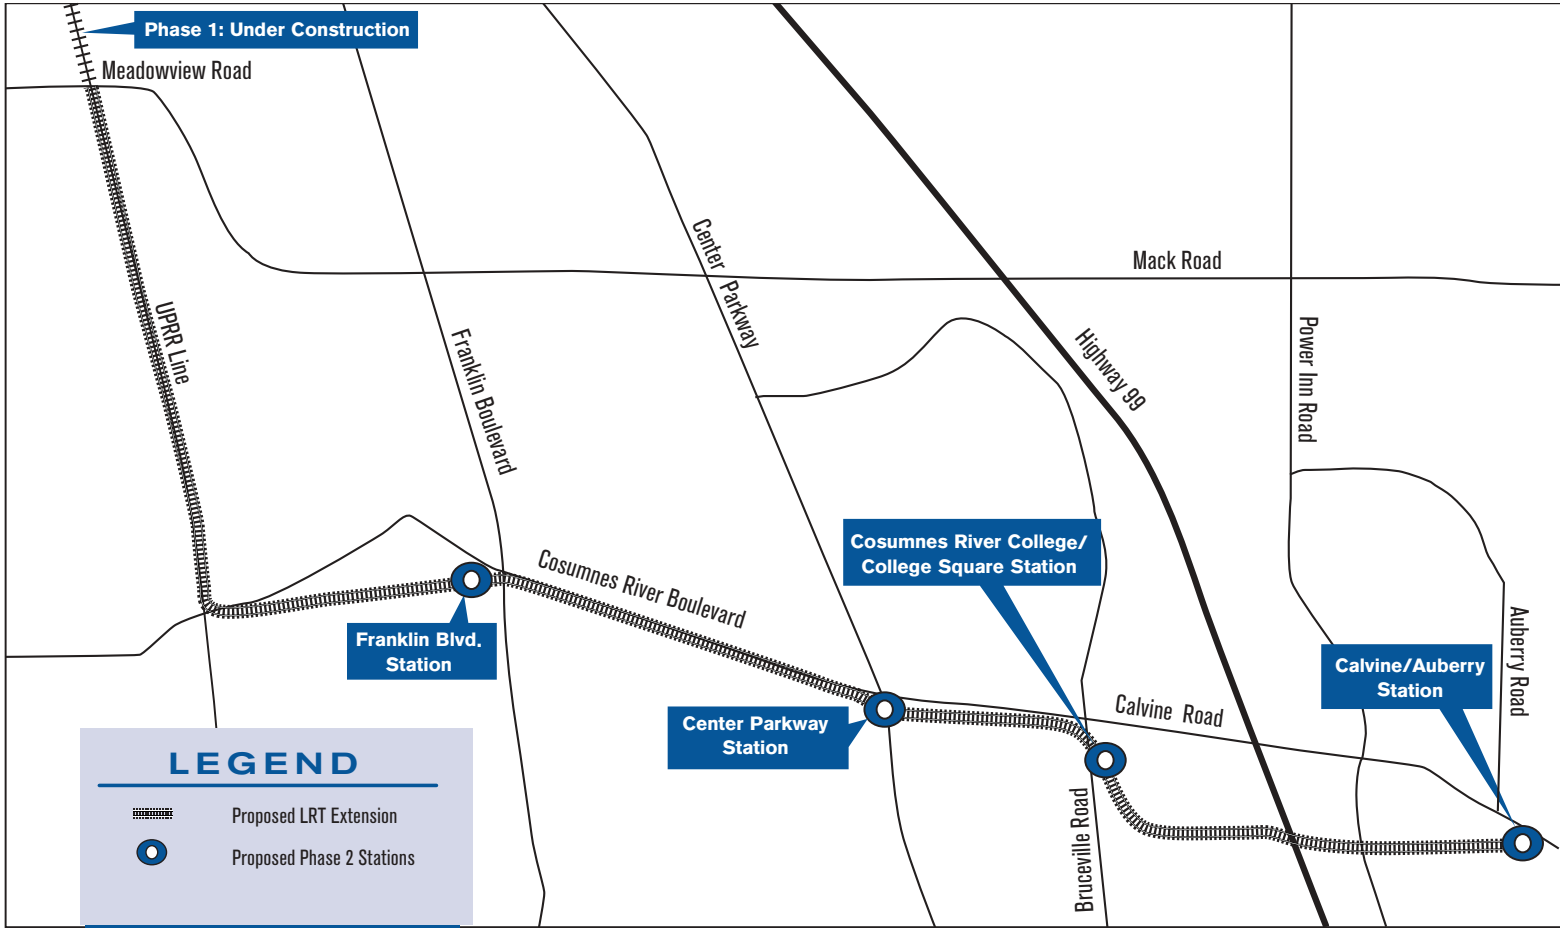 Phase 1: Under Construction
Meadowview Road
Center Parkway
Mack Road
UPRR Line
Franklin Boulevard
Highway 99
Power Inn Road
Cosumnes River College/
College Square Station
Cosumnes River Boulevard
Franklin Blvd.
Station
Auberry Road
Calvine/Auberry
Station
Calvine Road
Center Parkway
Station
Bruceville Road
LEGEND
Proposed LRT Extension
Proposed Phase 2 Stations